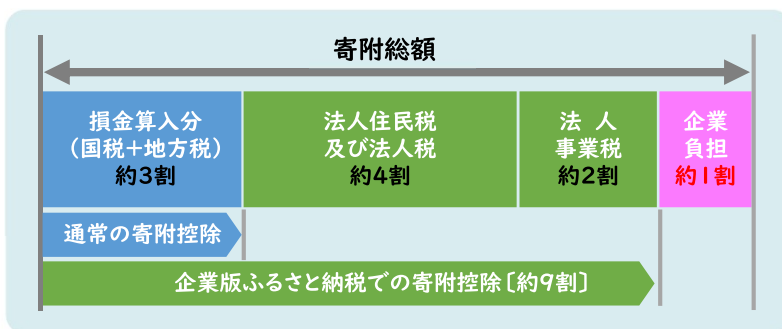 寄附総額
損金算入分
（国税＋地方税）
約3割
法人住民税
及び法人税
約4割
法 人
事業税
約2割
企業
負担
約1割
通常の寄附控除
企業版ふるさと納税での寄附控除〔約9割〕